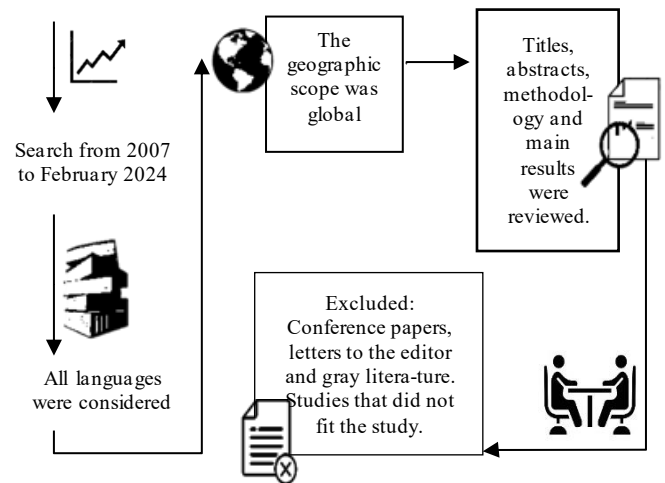 Search from 2007
to February 2024
All languages
were considered
The
geographic
scope was
global
Titles,
abstracts,
methodol-
ogy and
main
results
were
reviewed.
Excluded:
Conference papers,
letters to the editor
and gray litera-ture.
Studies that did not
fit the study.